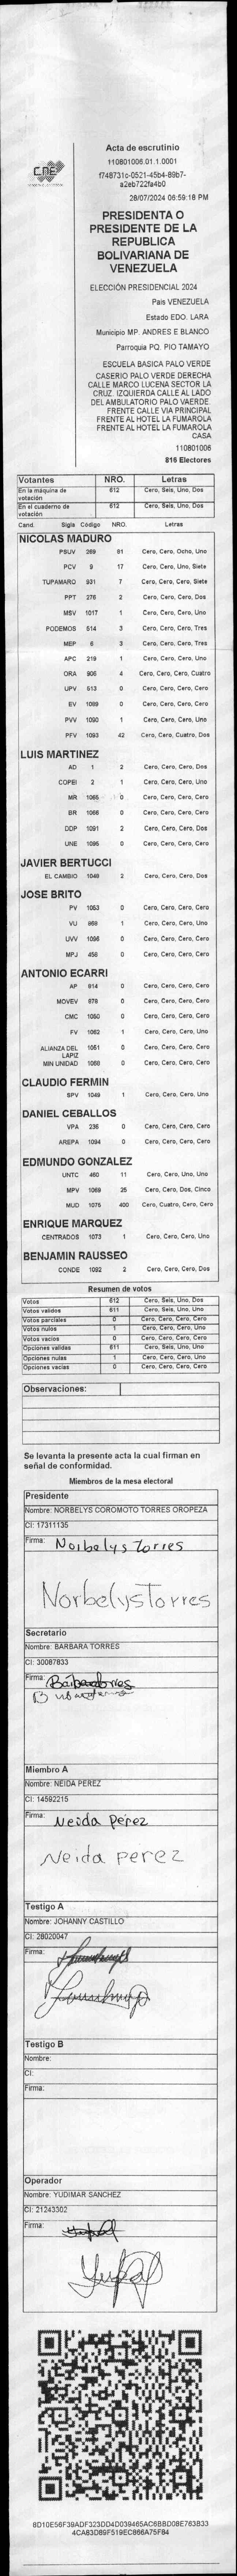 CNE
Acta de escrutinio
110801006.01.1.0001
f748731c-0521-45b4-89b7-
a2eb722fa4b0
28/07/2024 06:59:18 PM
PRESIDENTA O
PRESIDENTE DE LA
REPUBLICA
BOLIVARIANA DE
VENEZUELA
ELECCIÓN PRESIDENCIAL 2024
Pais VENEZUELA
Estado EDO. LARA
Municipio MP. ANDRES E BLANCO
Parroquia PQ. PIO TAMAYO
ESCUELA BASICA PALO VERDE
CASERIO PALO VERDE DERECHA
CALLE MARCO LUCENA SECTOR LA
CRUZ. IZQUIERDA CALLE AL LADO
DEL AMBULATORIO PALO VAERDE.
FRENTE CALLE VIA PRINCIPAL
FRENTE AL HOTEL LA FUMAROLA
FRENTE AL HOTEL LA FUMAROLA
CASA
110801006
816 Electores
Votantes NRO. Letras
En la máquina de votación 612 Cero, Seis, Uno, Dos
En el cuaderno de votación 612 Cero, Seis, Uno, Dos
Cand. Sigla Código NRO. Letras
NICOLAS MADURO
PSUV 269 81 Cero, Cero, Ocho, Uno
PCV 9 17 Cero, Cero, Uno, Siete
TUPAMARO 931 7 Cero, Cero, Cero, Siete
PPT 276 2 Cero, Cero, Cero, Dos
MSV 1017 1 Cero, Cero, Cero, Uno
PODEMOS 514 3 Cero, Cero, Cero, Tres
MEP 6 3 Cero, Cero, Cero, Tres
APC 219 1 Cero, Cero, Cero, Uno
ORA 906 4 Cero, Cero, Cero, Cuatro
UPV 513 0 Cero, Cero, Cero, Cero
EV 1089 0 Cero, Cero, Cero, Cero
PVV 1090 1 Cero, Cero, Cero, Uno
PFV 1093 42 Cero, Cero, Cuatro, Dos
LUIS MARTINEZ
AD 1 2 Cero, Cero, Cero, Dos
COPEI 2 1 Cero, Cero, Cero, Uno
MR 1065 0 Cero, Cero, Cero, Cero
BR 1066 0 Cero, Cero, Cero, Cero
DDP 1091 2 Cero, Cero, Cero, Dos
UNE 1095 0 Cero, Cero, Cero, Cero
JAVIER BERTUCCI
EL CAMBIO 1048 2 Cero, Cero, Cero, Dos
JOSE BRITO
PV 1053 0 Cero, Cero, Cero, Cero
VU 868 1 Cero, Cero, Cero, Uno
UVV 1096 0 Cero, Cero, Cero, Cero
MPJ 456 0 Cero, Cero, Cero, Cero
ANTONIO ECARRI
AP 814 0 Cero, Cero, Cero, Cero
MOVEV 978 0 Cero, Cero, Cero, Cero
CMC 1050 0 Cero, Cero, Cero, Cero
FV 1062 1 Cero, Cero, Cero, Uno
ALIANZA DEL LAPIZ 1051 0 Cero, Cero, Cero, Cero
MIN UNIDAD 1068 0 Cero, Cero, Cero, Cero
CLAUDIO FERMIN
SPV 1049 1 Cero, Cero, Cero, Uno
DANIEL CEBALLOS
VPA 236 0 Cero, Cero, Cero, Cero
AREPA 1094 0 Cero, Cero, Cero, Cero
EDMUNDO GONZALEZ
UNTC 460 11 Cero, Cero, Uno, Uno
MPV 1069 25 Cero, Cero, Dos, Cinco
MUD 1075 400 Cero, Cuatro, Cero, Cero
ENRIQUE MARQUEZ
CENTRADOS 1073 1 Cero, Cero, Cero, Uno
BENJAMIN RAUSSEO
CONDE 1092 2 Cero, Cero, Cero, Dos
Resumen de votos
Votos 612 Cero, Seis, Uno, Dos
Votos validos 611 Cero, Seis, Uno, Uno
Votos parciales 0 Cero, Cero, Cero, Cero
Votos nulos 1 Cero, Cero, Cero, Uno
Votos vacios 0 Cero, Cero, Cero, Cero
Opciones validas 611 Cero, Seis, Uno, Uno
Opciones nulas 1 Cero, Cero, Cero, Uno
Opciones vacias 0 Cero, Cero, Cero, Cero
Observaciones:
Se levanta la presente acta la cual firman en
señal de conformidad.
Miembros de la mesa electoral
Presidente
Nombre: NORBELYS COROMOTO TORRES OROPEZA
CI: 17311135
Firma: Norbelys torres
Norbelys Torres
Secretario
Nombre: BARBARA TORRES
CI: 30087833
Firma:
Miembro A
Nombre: NEIDA PEREZ
CI: 14592215
Firma: Neida Pérez
Neida perez
Testigo A
Nombre: JOHANNY CASTILLO
CI: 26020047
Firma:
Testigo B
Nombre:
CI:
Firma:
Operador
Nombre: YUDIMAR SANCHEZ
CI: 21243302
Firma:
8D10E56F39ADF323DD4D039465AC6BBD08E763B33
4CA83D89F519EC866A75F84